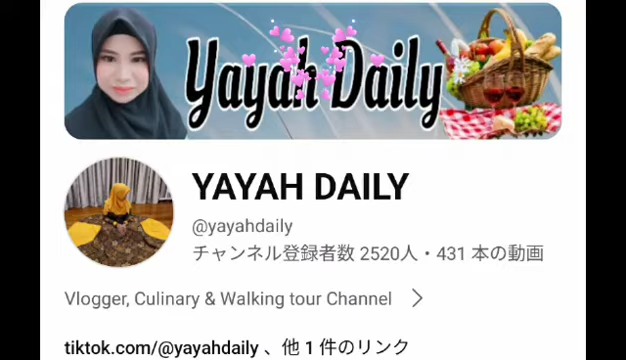 Yayah Daily
YAYAH DAILY
@yayahdaily
チャンネル登録者数 2520人・431 本の動画
Vlogger, Culinary & Walking tour Channel
tiktok.com/@yayahdaily 、他 1 件のリンク